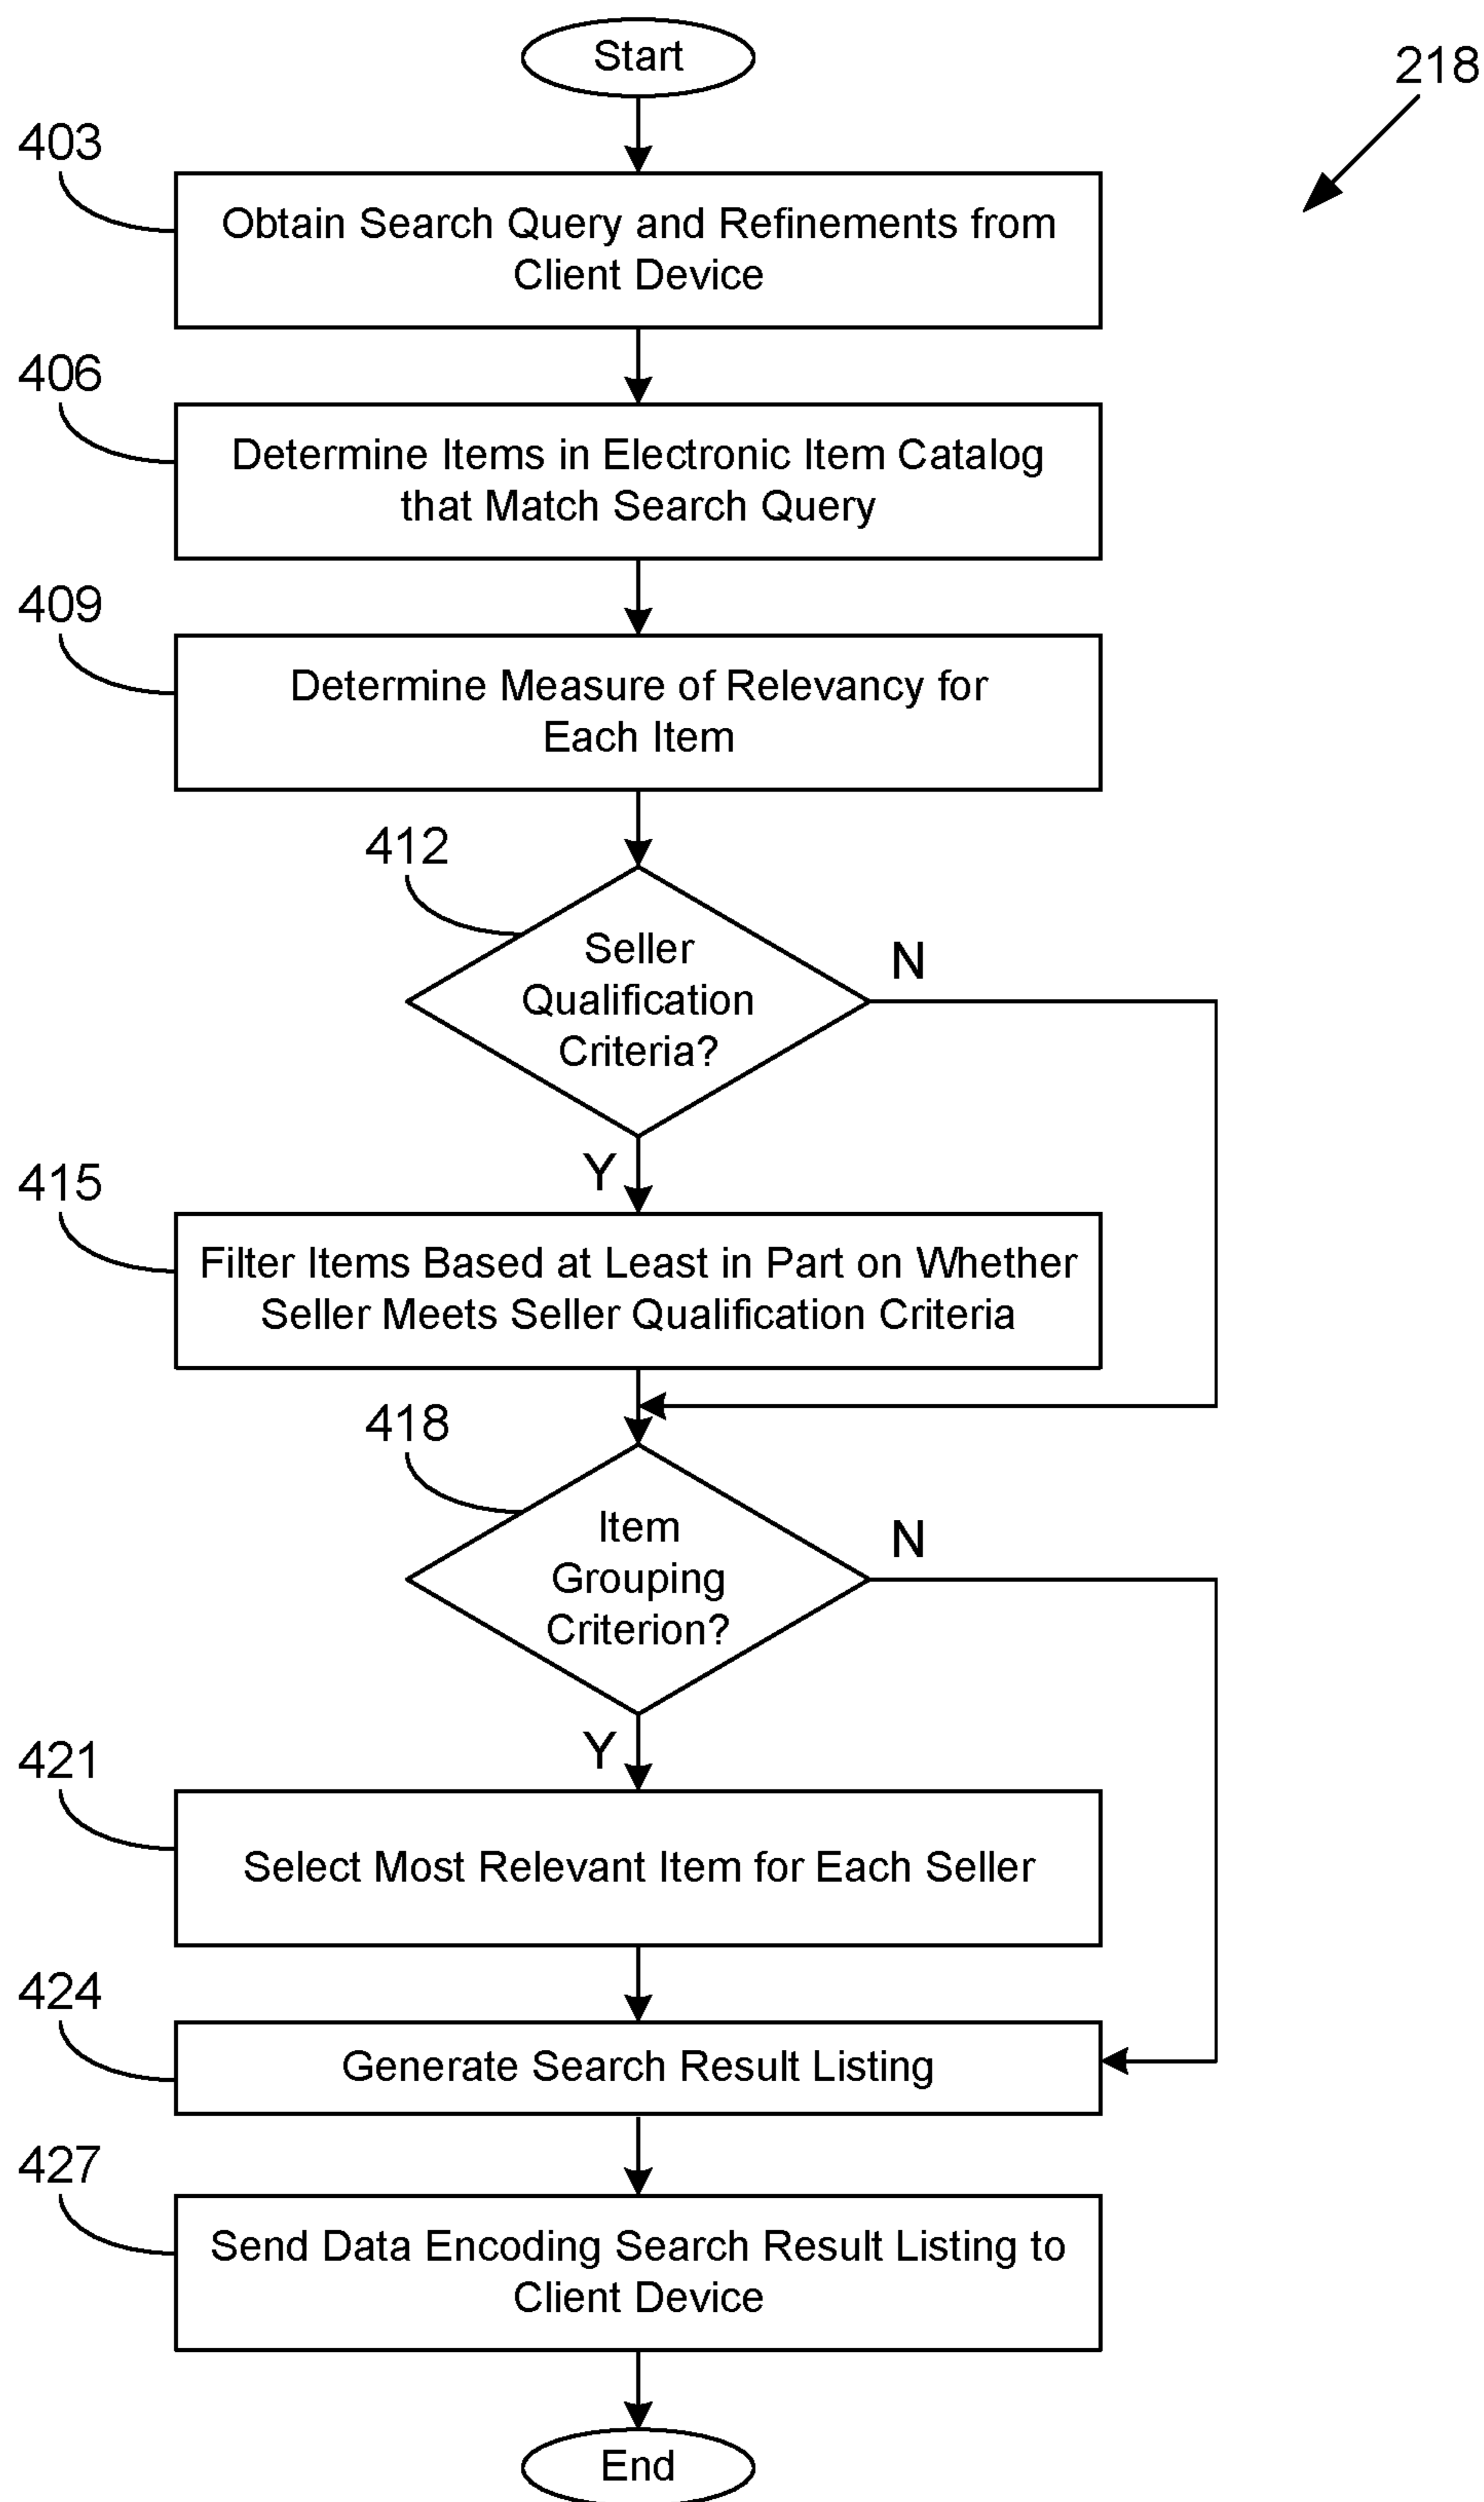 Start
218
403
Obtain Search Query and Refinements from
Client Device
406
Determine Items in Electronic Item Catalog
that Match Search Query
409
Determine Measure of Relevancy for
Each Item
412
Seller
Qualification
Criteria?
N
Y
415
Filter Items Based at Least in Part on Whether
Seller Meets Seller Qualification Criteria
418
Item
Grouping
Criterion?
N
Y
421
Select Most Relevant Item for Each Seller
424
Generate Search Result Listing
427
Send Data Encoding Search Result Listing to
Client Device
End